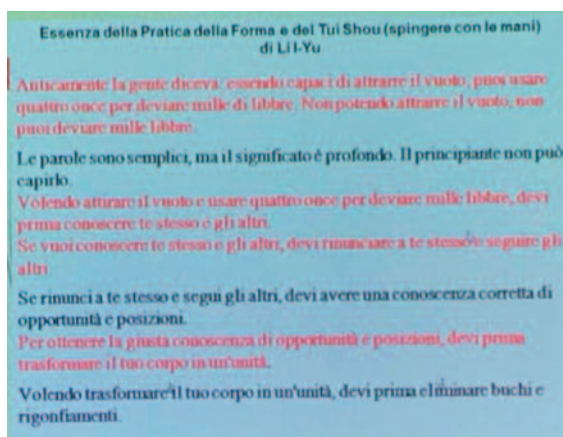 Essenza della Pratica della Forma e del Tui Shou (spingere con le mani)
di Li I-Yu
Anticamente la gente diceva: essendo capaci di attrarre il vuoto, puoi usare
quattro once per deviare mille di libbre. Non potendo attrarre il vuoto, non
puoi deviare mille libbre.
Le parole sono semplici, ma il significato è profondo. Il principiante non può
capirlo.
Volendo attirare il vuoto e usare quattro once per deviare mille libbre, devi
prima conoscere te stesso e gli altri.
Se vuoi conoscere te stesso e gli altri, devi rinunciare a te stesso e seguire gli
altri.
Se rinunci a te stesso e segui gli altri, devi avere una conoscenza corretta di
opportunità e posizioni.
Per ottenere la giusta conoscenza di opportunità e posizioni, devi prima
trasformare il tuo corpo in un'unità.
Volendo trasformare il tuo corpo in un'unità, devi prima eliminare buchi e
rigonfiamenti.